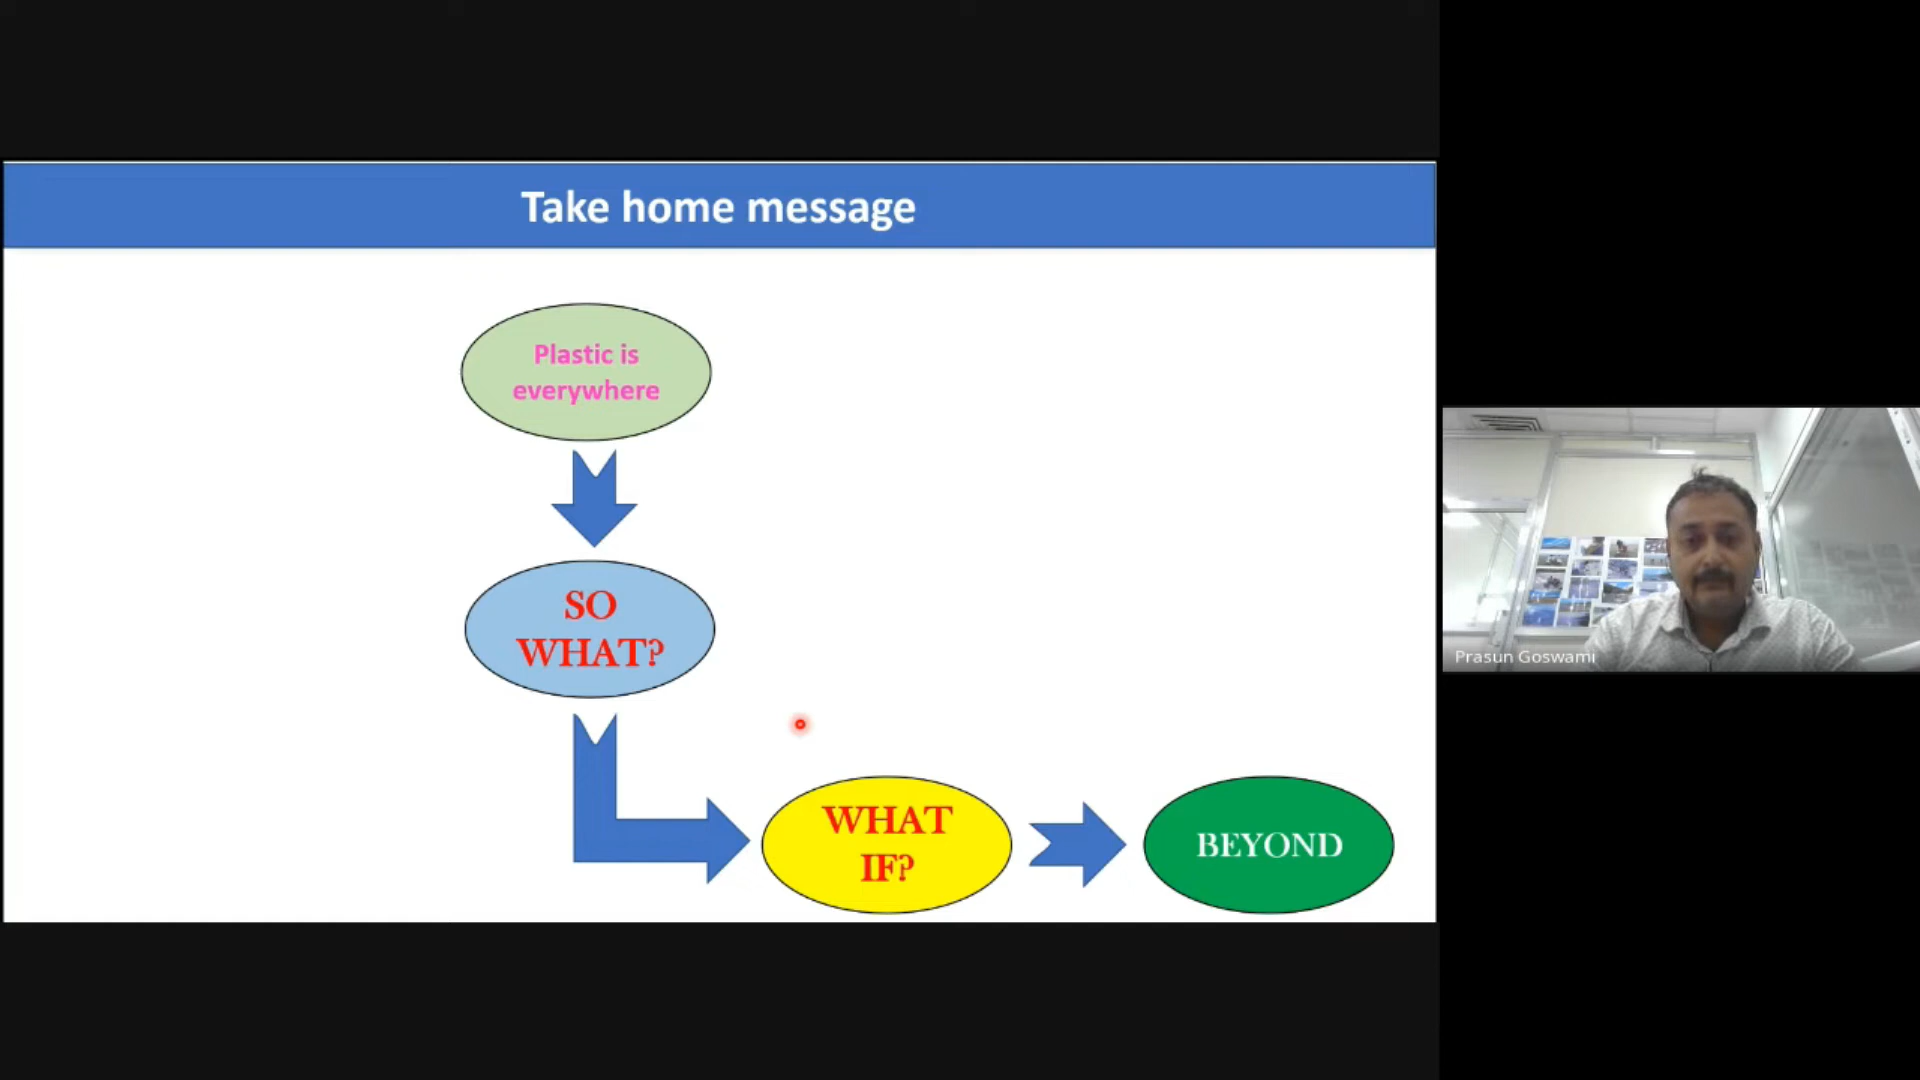 Take home message
Plastic is
everywhere
SO
WHAT?
WHAT
IF?
BEYOND
Prasun Goswami